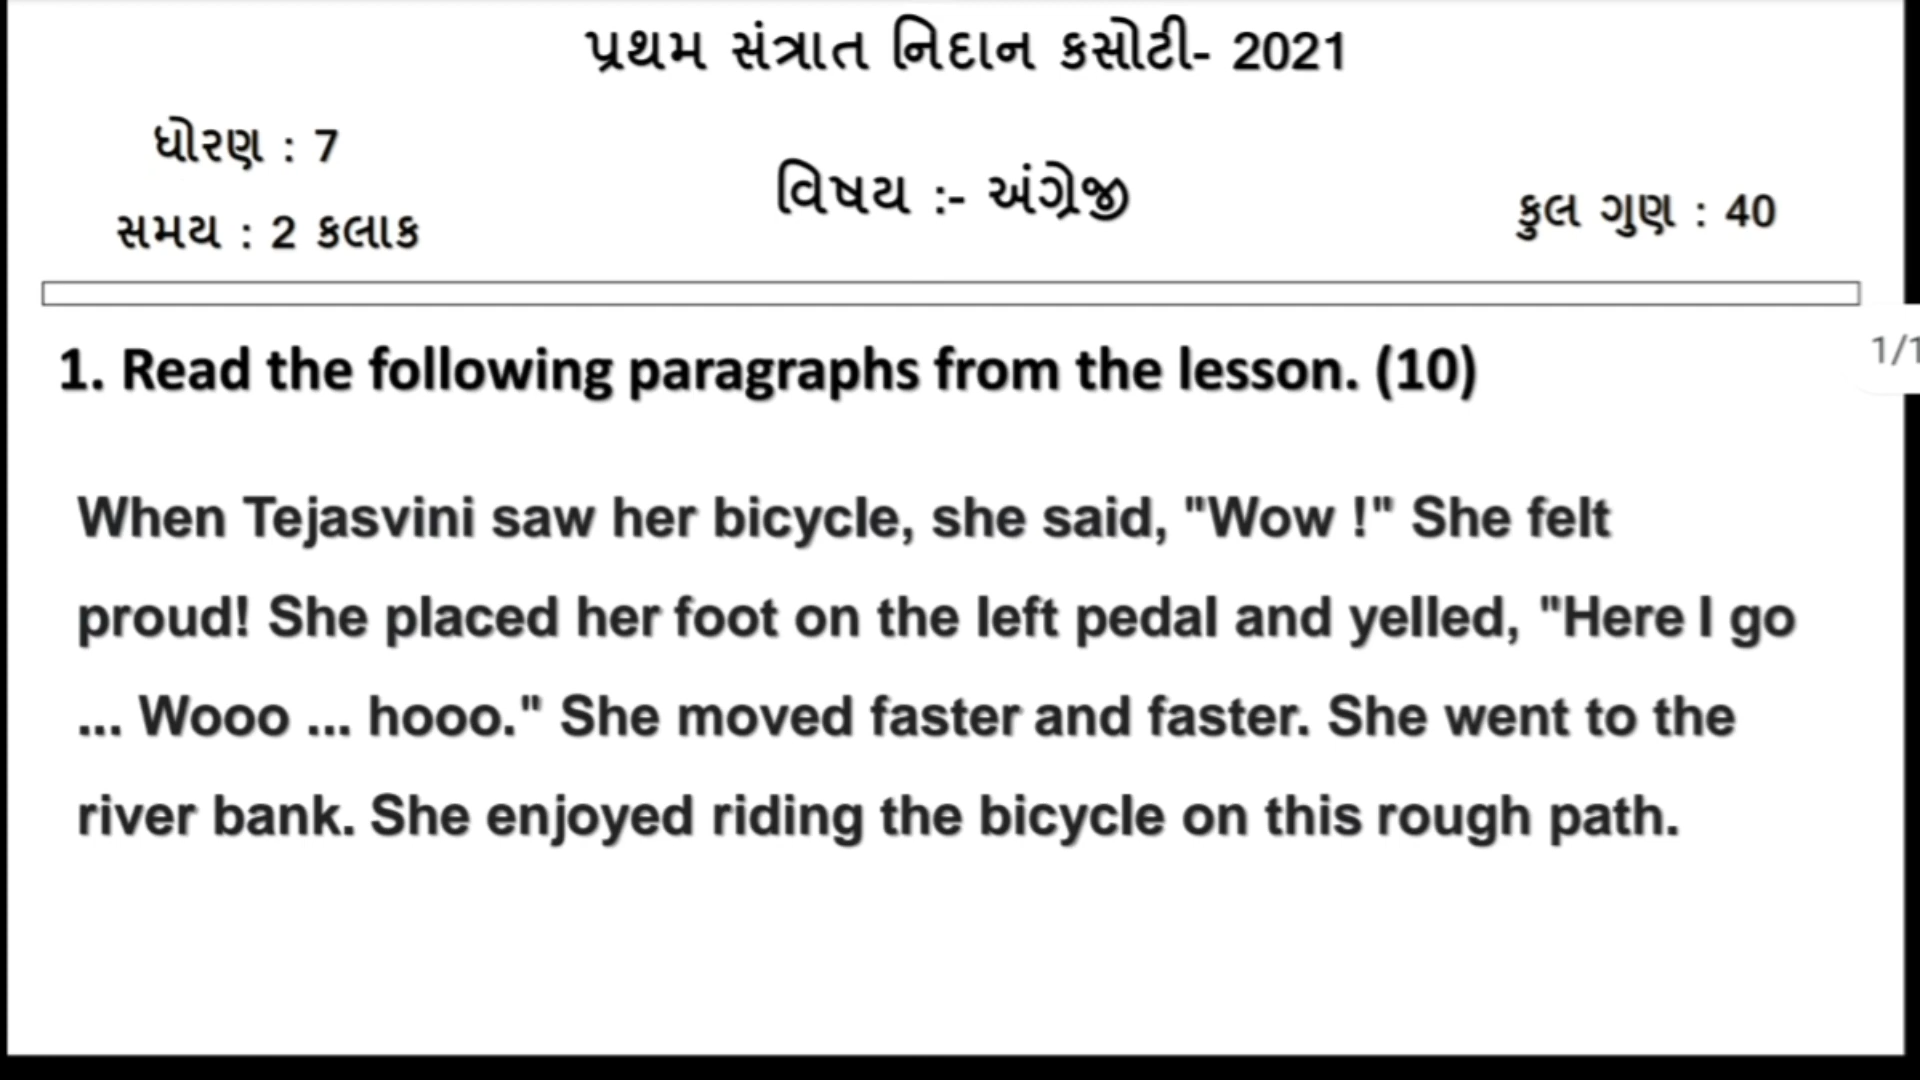 પ્રથમ સંત્રાત નિદાન કસોટી- 2021
ધોરણ : 7
વિષય :- અંગ્રેજી
સમય : 2 કલાક
કુલ ગુણ : 40
1/1
1. Read the following paragraphs from the lesson. (10)
When Tejasvini saw her bicycle, she said, "Wow !" She felt
proud! She placed her foot on the left pedal and yelled, "Here I go
... Wooo ... hooo." She moved faster and faster. She went to the
river bank. She enjoyed riding the bicycle on this rough path.